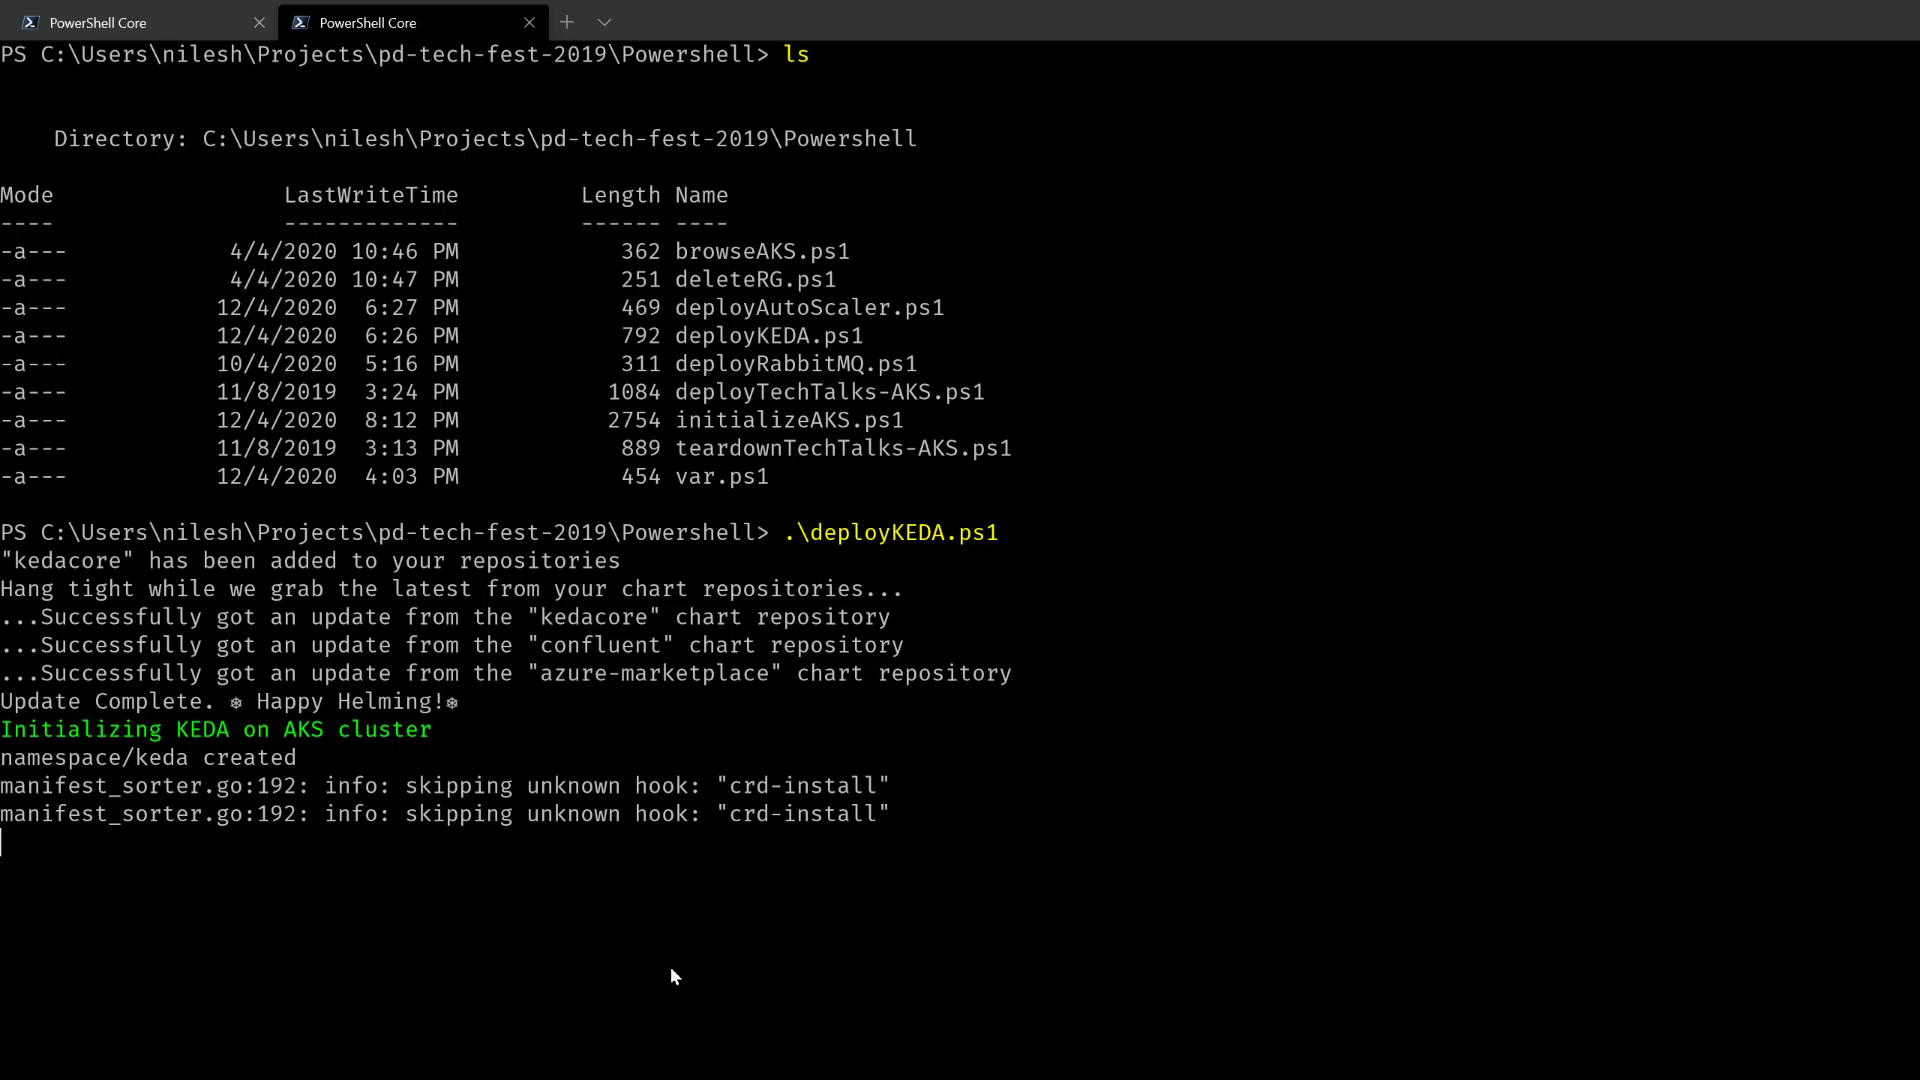 PowerShell Core
PowerShell Core
PS C:\Users\nilesh\Projects\pd-tech-fest-2019\Powershell> ls
Directory: C:\Users\nilesh\Projects\pd-tech-fest-2019\Powershell
Mode LastWriteTime Length Name
---- ------------- ------ ----
-a--- 4/4/2020 10:46 PM 362 browseAKS.ps1
-a--- 4/4/2020 10:47 PM 251 deleteRG.ps1
-a--- 12/4/2020 6:27 PM 469 deployAutoScaler.ps1
-a--- 12/4/2020 6:26 PM 792 deployKEDA.ps1
-a--- 10/4/2020 5:16 PM 311 deployRabbitMQ.ps1
-a--- 11/8/2019 3:24 PM 1084 deployTechTalks-AKS.ps1
-a--- 12/4/2020 8:12 PM 2754 initializeAKS.ps1
-a--- 11/8/2019 3:13 PM 889 teardownTechTalks-AKS.ps1
-a--- 12/4/2020 4:03 PM 454 var.ps1
PS C:\Users\nilesh\Projects\pd-tech-fest-2019\Powershell> .\deployKEDA.ps1
"kedacore" has been added to your repositories
Hang tight while we grab the latest from your chart repositories...
...Successfully got an update from the "kedacore" chart repository
...Successfully got an update from the "confluent" chart repository
...Successfully got an update from the "azure-marketplace" chart repository
Update Complete. ⎈ Happy Helming!⎈
Initializing KEDA on AKS cluster
namespace/keda created
manifest_sorter.go:192: info: skipping unknown hook: "crd-install"
manifest_sorter.go:192: info: skipping unknown hook: "crd-install"